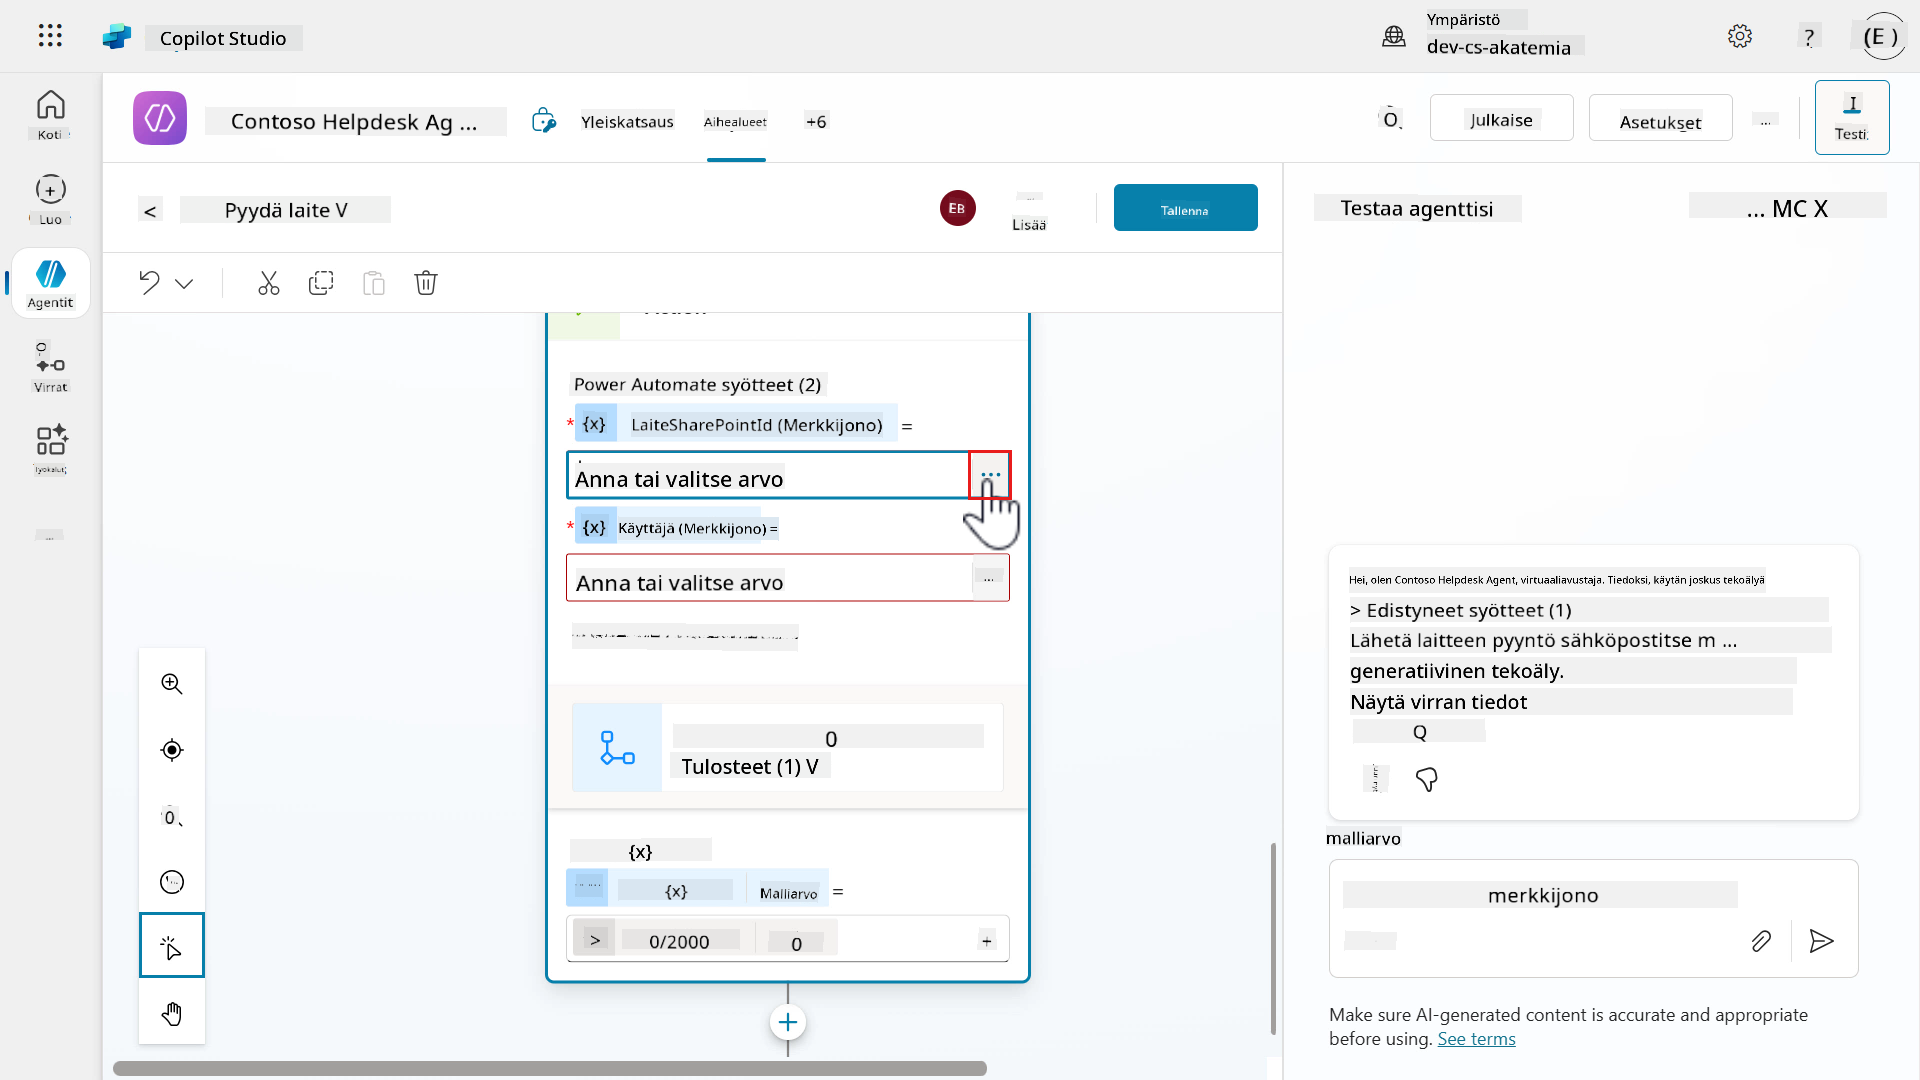 Copilot Studio
Ympäristö
dev-cs-akatemia
?
(E )
Koti
Luo
Agentit
Virrat
Työkalut
Contoso Helpdesk Ag ...
Yleiskatsaus
Aihealueet
+6
Julkaise
Asetukset
...
Testi
<
Pyydä laite V
EB
Lisää
Tallenna
Power Automate syötteet (2)
* {x} LaiteSharePointId (Merkkijono) =
Anna tai valitse arvo
...
* {x} Käyttäjä (Merkkijono) =
Anna tai valitse arvo
...
0
Tulosteet (1) V
{x}
{x} Malliarvo =
> 0/2000 0 +
Testaa agenttisi
... MC X
Hei, olen Contoso Helpdesk Agent, virtuaaliavustaja. Tiedoksi, käytän joskus tekoälyä
> Edistyneet syötteet (1)
Lähetä laitteen pyyntö sähköpostitse m ...
generatiivinen tekoäly.
Näytä virran tiedot
Q
malliarvo
merkkijono
Make sure AI-generated content is accurate and appropriate
before using. See terms